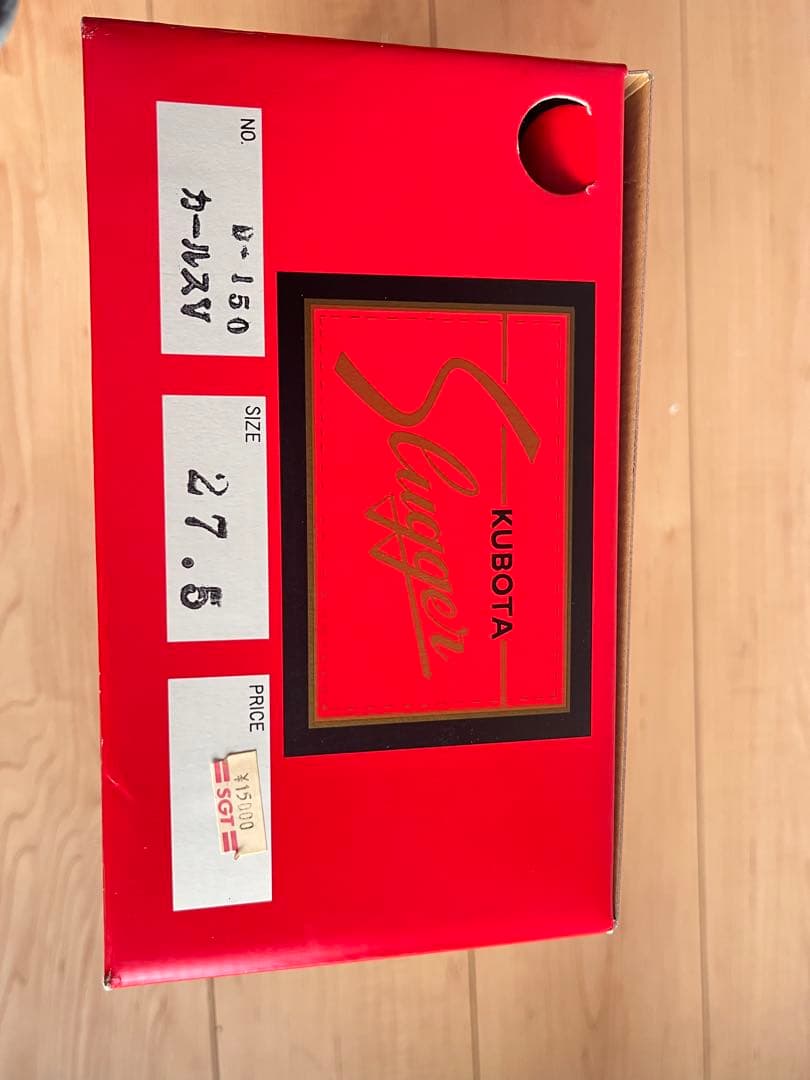 KUBOTA
Slugger
NO.
D-150
カールスV
SIZE
27.5
PRICE
¥15000
SGT